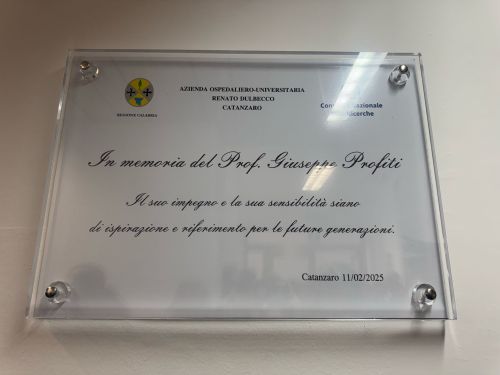 AZIENDA OSPEDALIERO-UNIVERSITARIA
RENATO DULBECCO
CATANZARO
REGIONE CALABRIA
In memoria del Prof. Giuseppe Profiti
Il suo impegno e la sua sensibilità siano
di ispirazione e riferimento per le future generazioni.
Catanzaro 11/02/2025